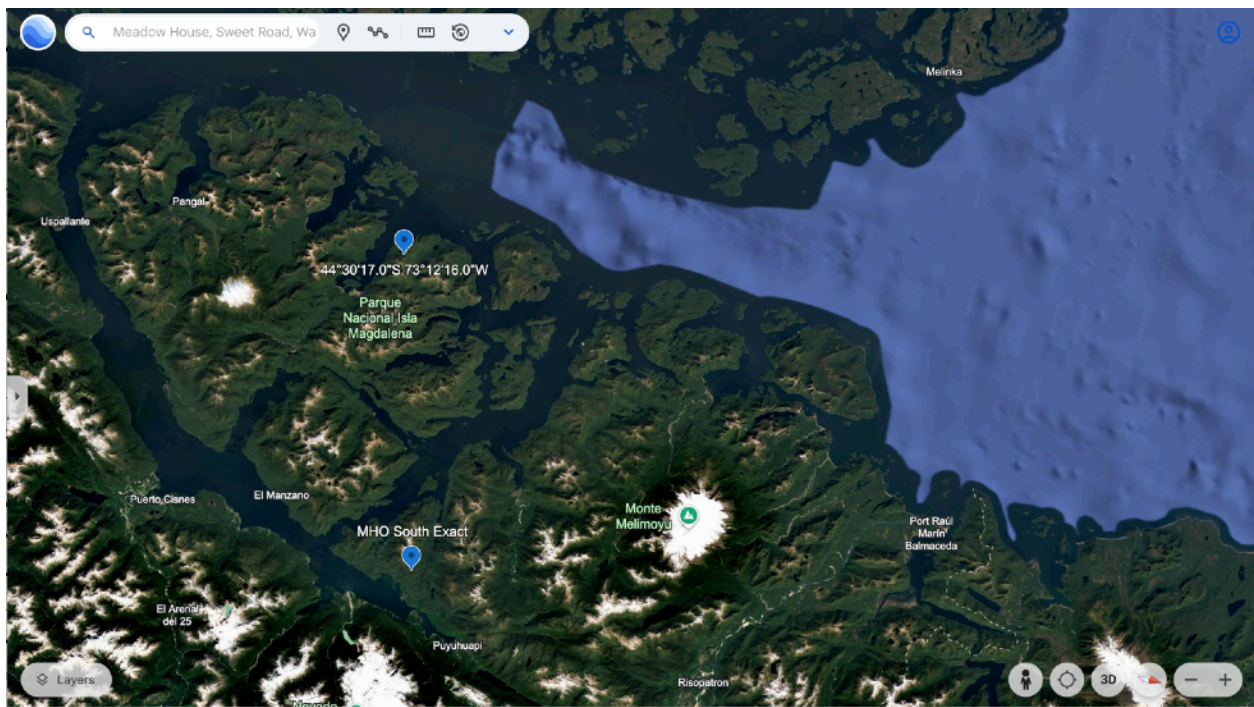 Meadow House, Sweet Road, Wa
Melinka
Pangal
Uspallante
44°30'17.0"S 73°12'16.0"W
Parque
Nacional Isla
Magdalena
Puerto Cisnes
El Manzano
MHO South Exact
Monte
Melimoyu
Port Raúl
Marín
Balmaceda
El Arenal
del 25
Puyuhuapi
Risopatron
Layers
3D
Nevado